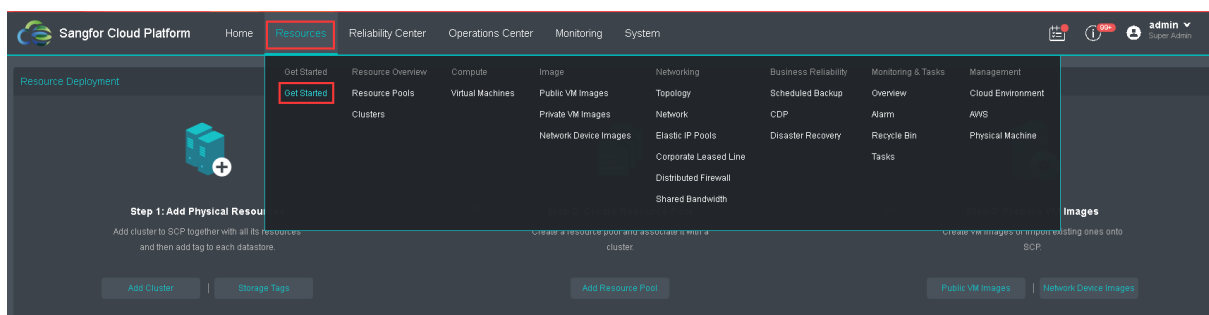 Sangfor Cloud Platform Home Resources Reliability Center Operations Center Monitoring System 99+ admin
Super Admin
Resource Deployment
Get Started Resource Overview Compute Image Networking Business Reliability Monitoring & Tasks Management
Get Started Resource Pools Virtual Machines Public VM Images Topology Scheduled Backup Overview Cloud Environment
Clusters Private VM Images Network CDP Alarm AWS
Network Device Images Elastic IP Pools Disaster Recovery Recycle Bin Physical Machine
Corporate Leased Line Tasks
Distributed Firewall
Shared Bandwidth
Step 1: Add Physical Resou Images
Add cluster to SCP together with all its resources Create a resource pool and associate it with a Create VM images or import existing ones onto
and then add tag to each datastore. cluster. SCP.
Add Cluster | Storage Tags Add Resource Pool Public VM Images | Network Device Images